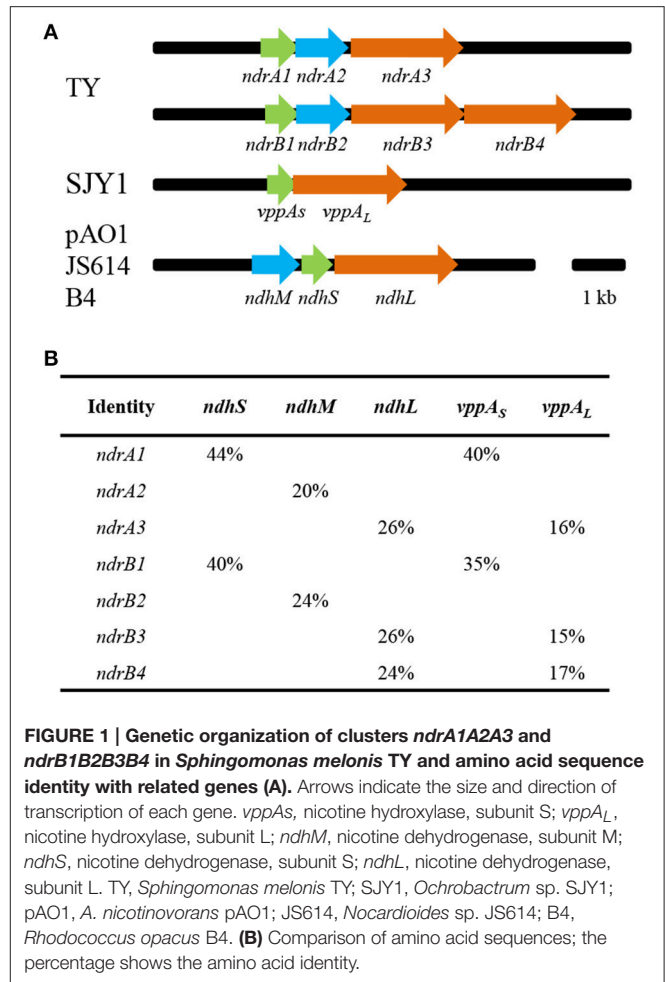 A
TY
ndrA1 ndrA2 ndrA3
ndrB1 ndrB2 ndrB3 ndrB4
SJY1
vppAs vppA_L
pAO1
JS614
B4
ndhM ndhS ndhL 1 kb
B
Identity ndhS ndhM ndhL vppA_S vppA_L
ndrA1 44% 40%
ndrA2 20%
ndrA3 26% 16%
ndrB1 40% 35%
ndrB2 24%
ndrB3 26% 15%
ndrB4 24% 17%
FIGURE 1 | Genetic organization of clusters ndrA1A2A3 and
ndrB1B2B3B4 in Sphingomonas melonis TY and amino acid sequence
identity with related genes (A). Arrows indicate the size and direction of
transcription of each gene. vppAs, nicotine hydroxylase, subunit S; vppA_L,
nicotine hydroxylase, subunit L; ndhM, nicotine dehydrogenase, subunit M;
ndhS, nicotine dehydrogenase, subunit S; ndhL, nicotine dehydrogenase,
subunit L. TY, Sphingomonas melonis TY; SJY1, Ochrobactrum sp. SJY1;
pAO1, A. nicotinovorans pAO1; JS614, Nocardioides sp. JS614; B4,
Rhodococcus opacus B4. (B) Comparison of amino acid sequences; the
percentage shows the amino acid identity.